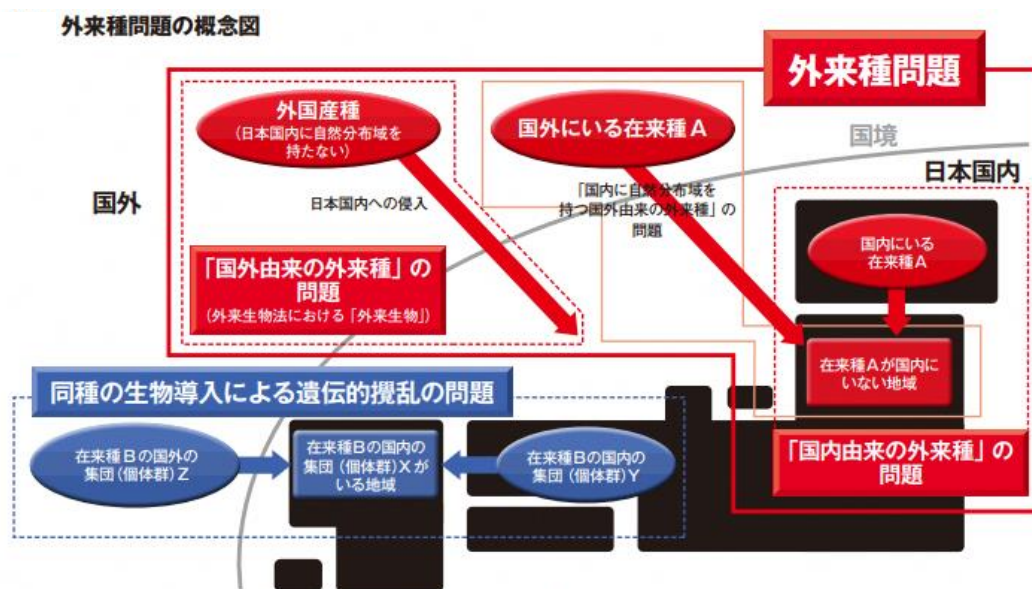 外来種問題の概念図
外来種問題
外国産種
(日本国内に自然分布域を
持たない)
国外にいる在来種A
国境
日本国内
国外
日本国内への侵入
「国内に自然分布域を
持つ国外由来の外来種」の
問題
国内にいる
在来種A
「国外由来の外来種」の
問題
(外来生物法における「外来生物」)
在来種Aが国内に
いない地域
同種の生物導入による遺伝的攪乱の問題
在来種Bの国外の
集団(個体群)Z
在来種Bの国内の
集団(個体群)Xが
いる地域
在来種Bの国内の
集団(個体群)Y
「国内由来の外来種」の
問題